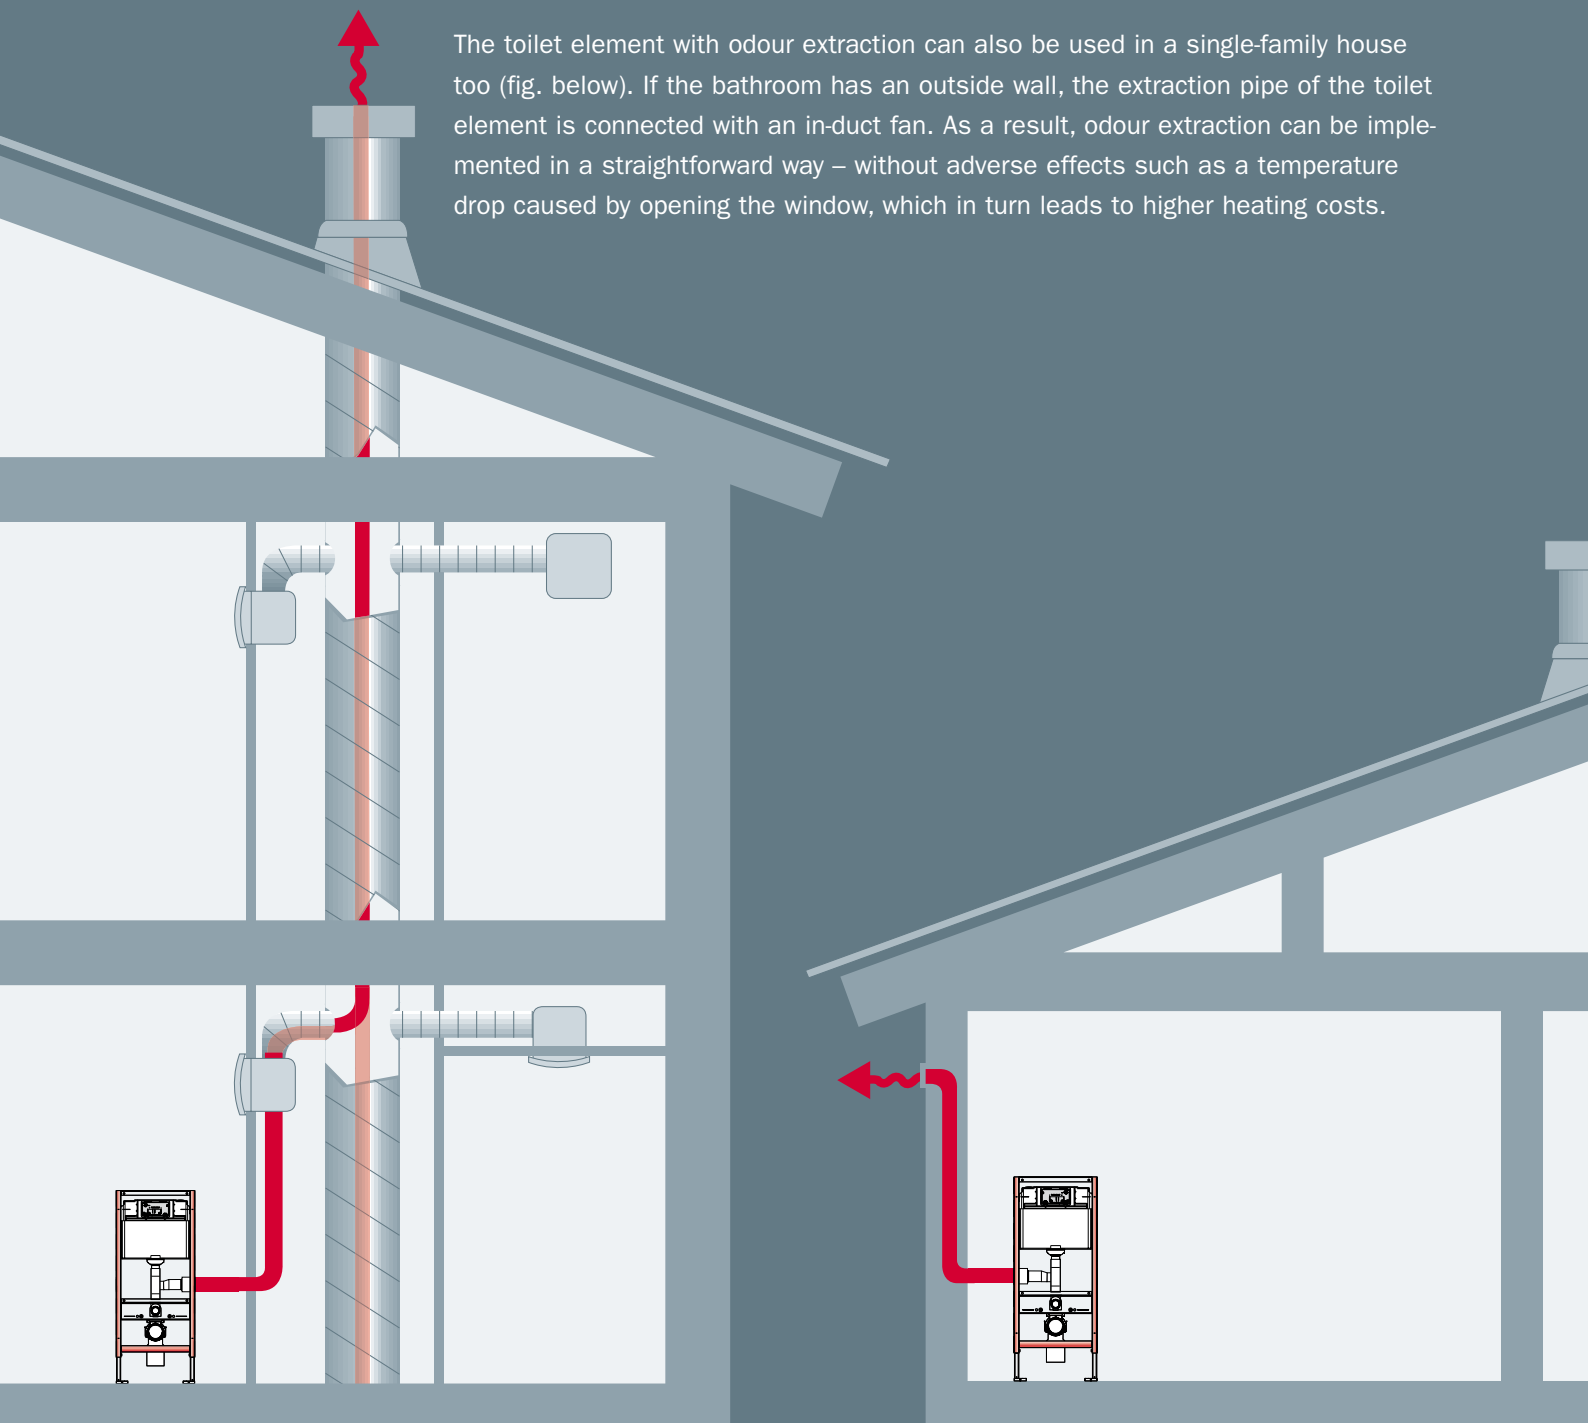 The toilet element with odour extraction can also be used in a single-family house
too (fig. below). If the bathroom has an outside wall, the extraction pipe of the toilet
element is connected with an in-duct fan. As a result, odour extraction can be imple-
mented in a straightforward way – without adverse effects such as a temperature
drop caused by opening the window, which in turn leads to higher heating costs.